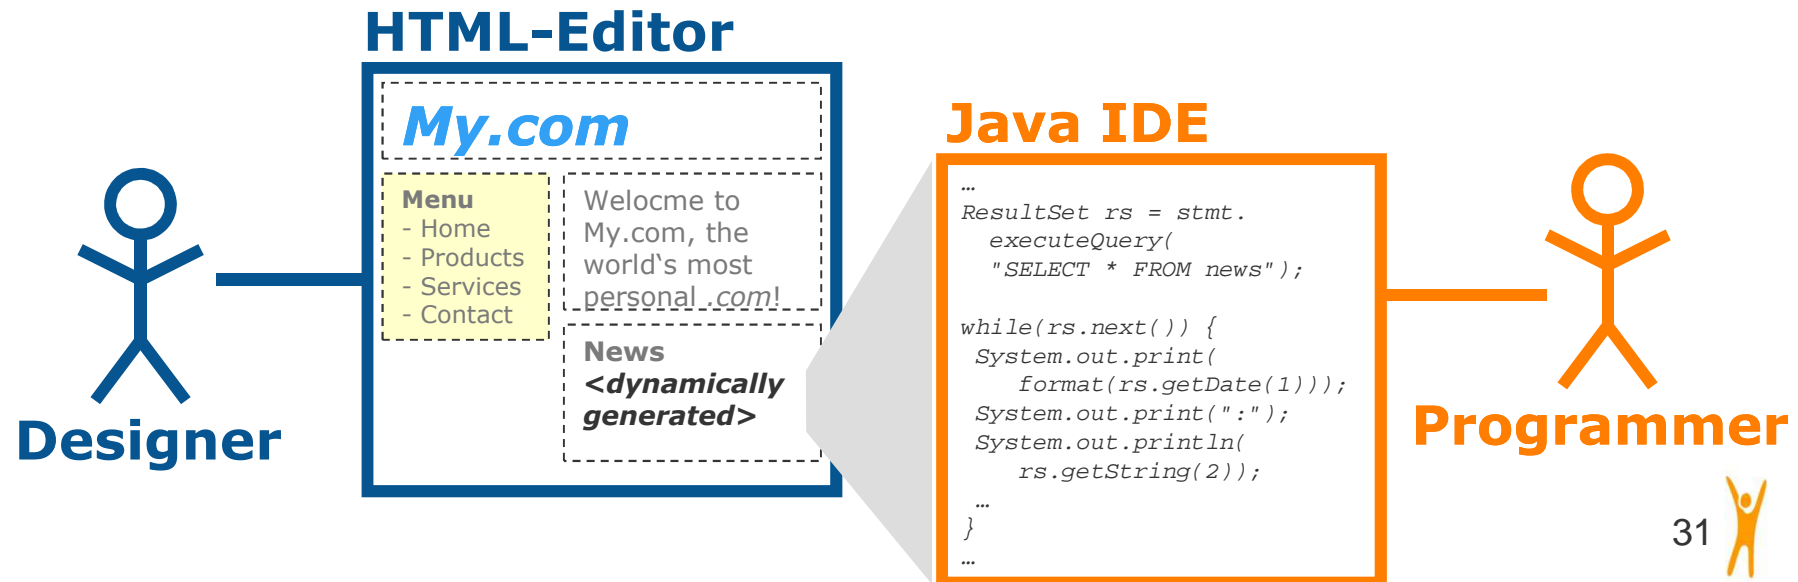 HTML-Editor
My.com
Menu
- Home
- Products
- Services
- Contact
Welocme to
My.com, the
world‘s most
personal .com!
News
<dynamically
generated>
Designer
Java IDE
…
ResultSet rs = stmt.
executeQuery(
"SELECT * FROM news");
while(rs.next()) {
System.out.print(
format(rs.getDate(1)));
System.out.print(":");
System.out.println(
rs.getString(2));
…
}
…
Programmer
31